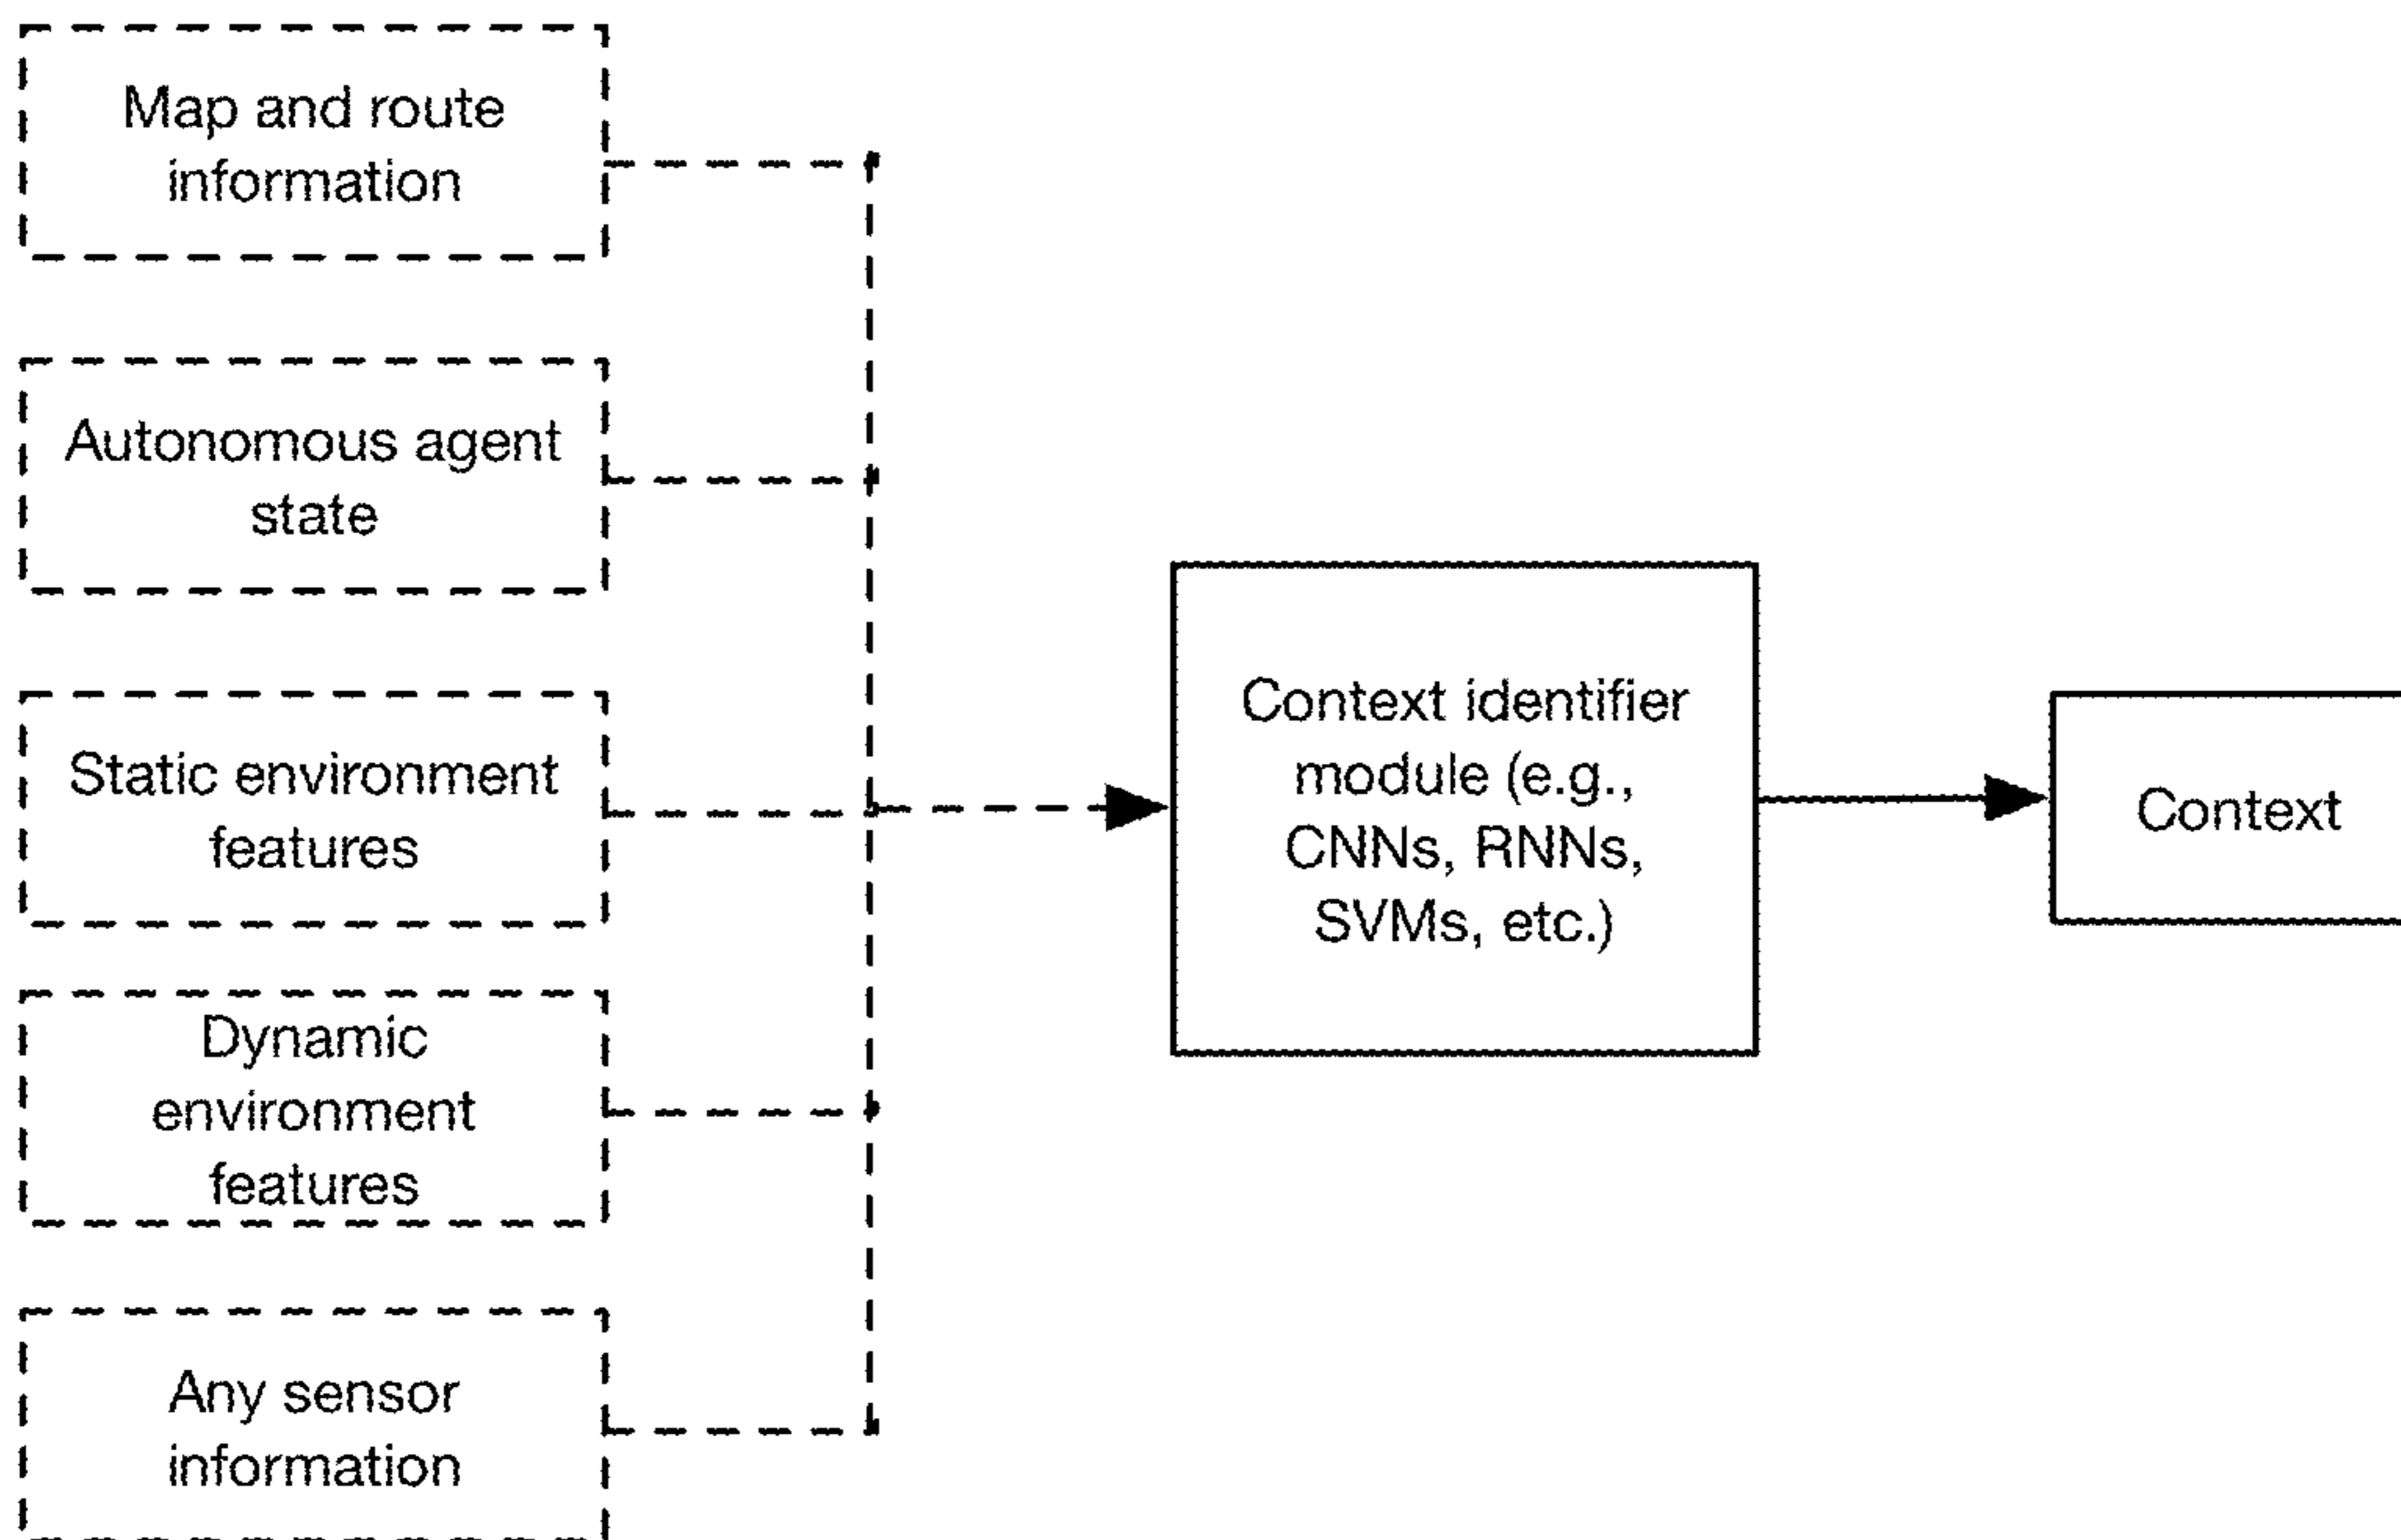 Map and route
information
Autonomous agent
state
Static environment
features
Dynamic
environment
features
Any sensor
information
Context identifier
module (e.g.,
CNNs, RNNs,
SVMs, etc.)
Context